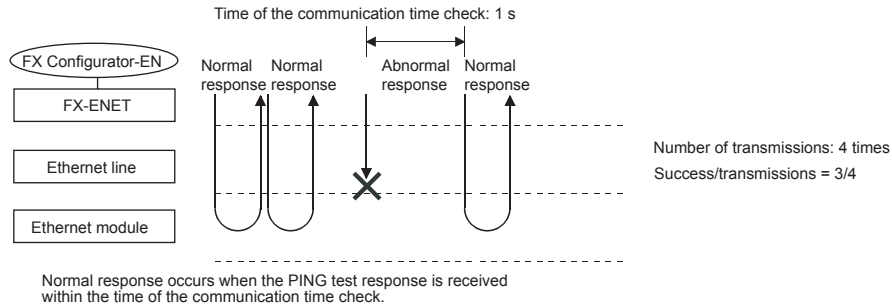 Time of the communication time check: 1 s
FX Configurator-EN
FX-ENET
Ethernet line
Ethernet module
Normal
response
Normal
response
Abnormal
response
Normal
response
Number of transmissions: 4 times
Success/transmissions = 3/4
Normal response occurs when the PING test response is received
within the time of the communication time check.